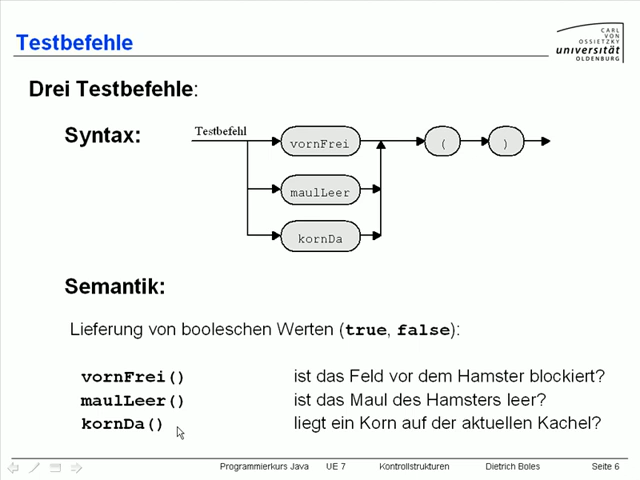 Testbefehle
CARL
VON
OSSIETZKY
universität
OLDENBURG
Drei Testbefehle:
Syntax:
Testbefehl
vornFrei
(
)
maulLeer
kornDa
Semantik:
Lieferung von booleschen Werten (true, false):
vornFrei() ist das Feld vor dem Hamster blockiert?
maulLeer() ist das Maul des Hamsters leer?
kornDa() liegt ein Korn auf der aktuellen Kachel?
Programmierkurs Java UE 7 Kontrollstrukturen Dietrich Boles Seite 6